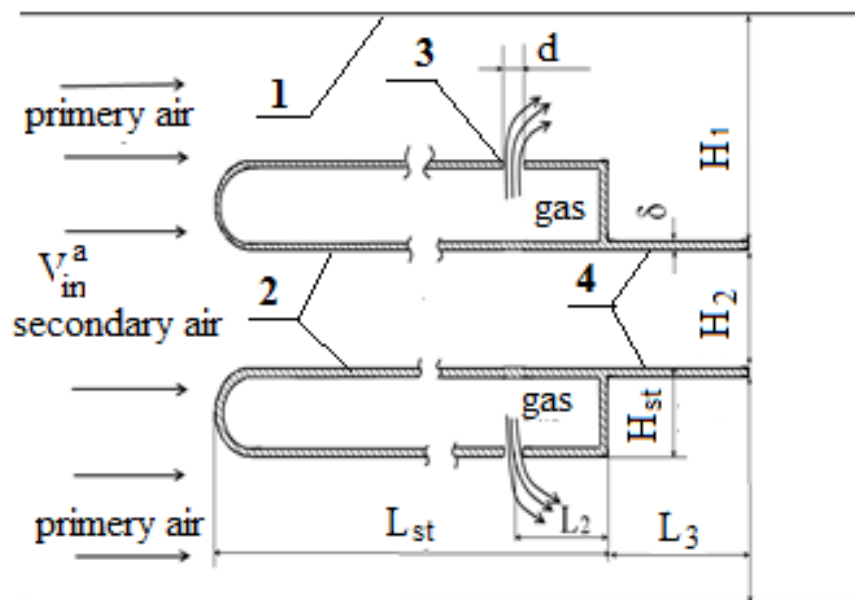 3
d
1
primery air
H1
gas
δ
V in a
2
4
secondary air
H2
gas
Hst
primery air
Lst
L2
L3